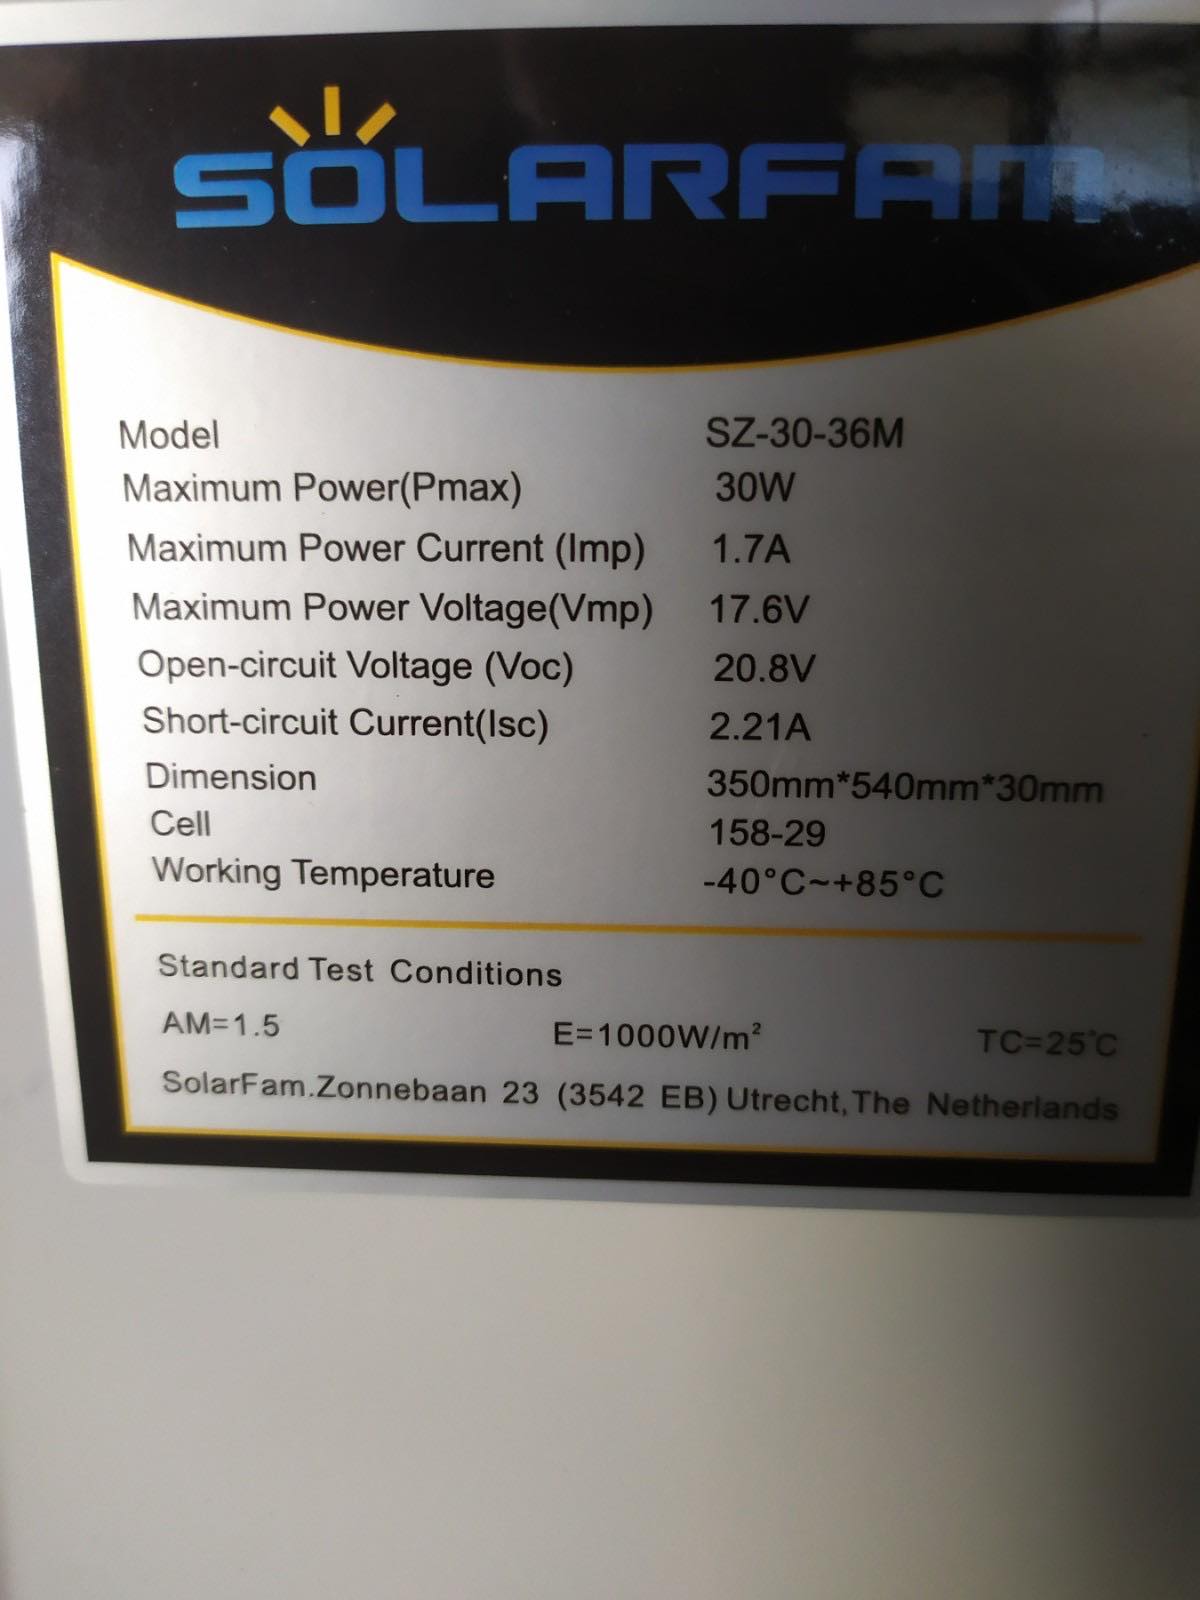 SOLARFAM
Model SZ-30-36M
Maximum Power(Pmax) 30W
Maximum Power Current (Imp) 1.7A
Maximum Power Voltage(Vmp) 17.6V
Open-circuit Voltage (Voc) 20.8V
Short-circuit Current(Isc) 2.21A
Dimension 350mm*540mm*30mm
Cell 158-29
Working Temperature -40°C~+85°C
Standard Test Conditions
AM=1.5 E=1000W/m² TC=25℃
SolarFam.Zonnebaan 23 (3542 EB) Utrecht,The Netherlands